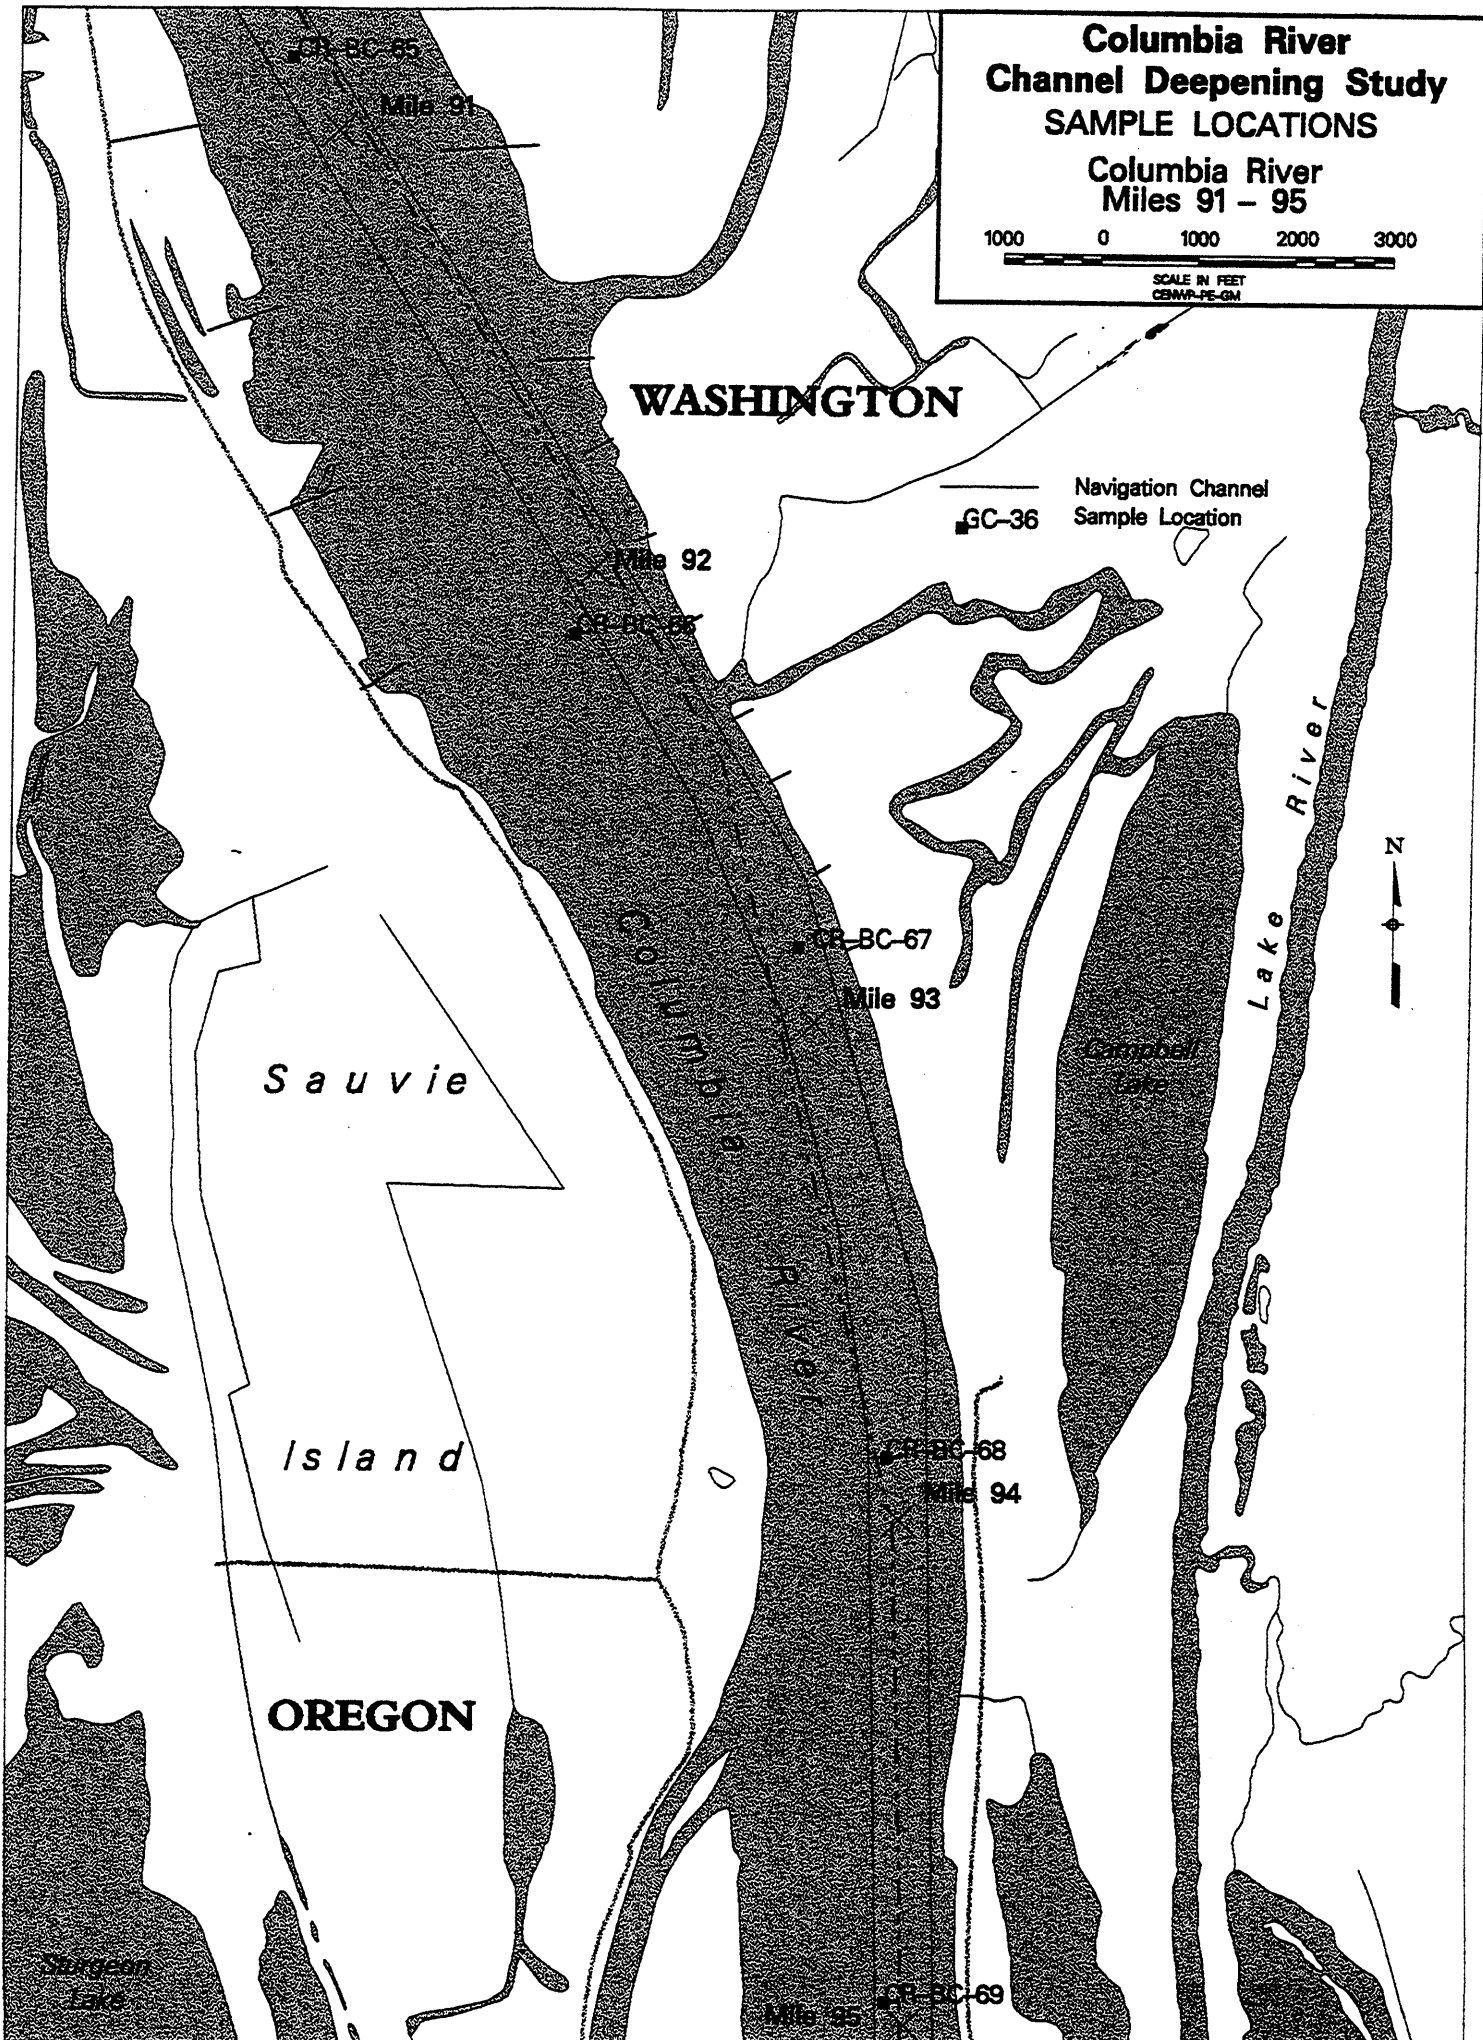 Columbia River
Channel Deepening Study
SAMPLE LOCATIONS
Columbia River
Miles 91 – 95
1000 0 1000 2000 3000
SCALE IN FEET
CENWP-PE-GM
CR-BC-65
Mile 91
WASHINGTON
Navigation Channel
GC-36 Sample Location
Mile 92
CR-BC-66
Lake River
N
CR-BC-67
Mile 93
Columbia River
Campbell
Lake
Sauvie
Island
CR-BC-68
Mile 94
OREGON
Sturgeon
Lake
CR-BC-69
Mile 95